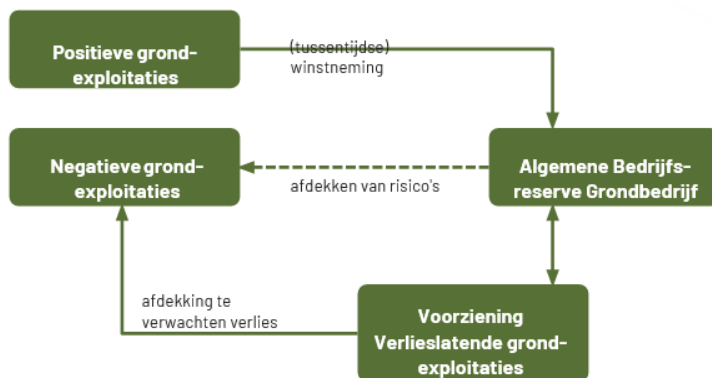 Positieve grond-
exploitaties
(tussentijdse)
winstneming
Negatieve grond-
exploitaties
afdekken van risico's
Algemene Bedrijfs-
reserve Grondbedrijf
afdekking te
verwachten verlies
Voorziening
Verlieslatende grond-
exploitaties